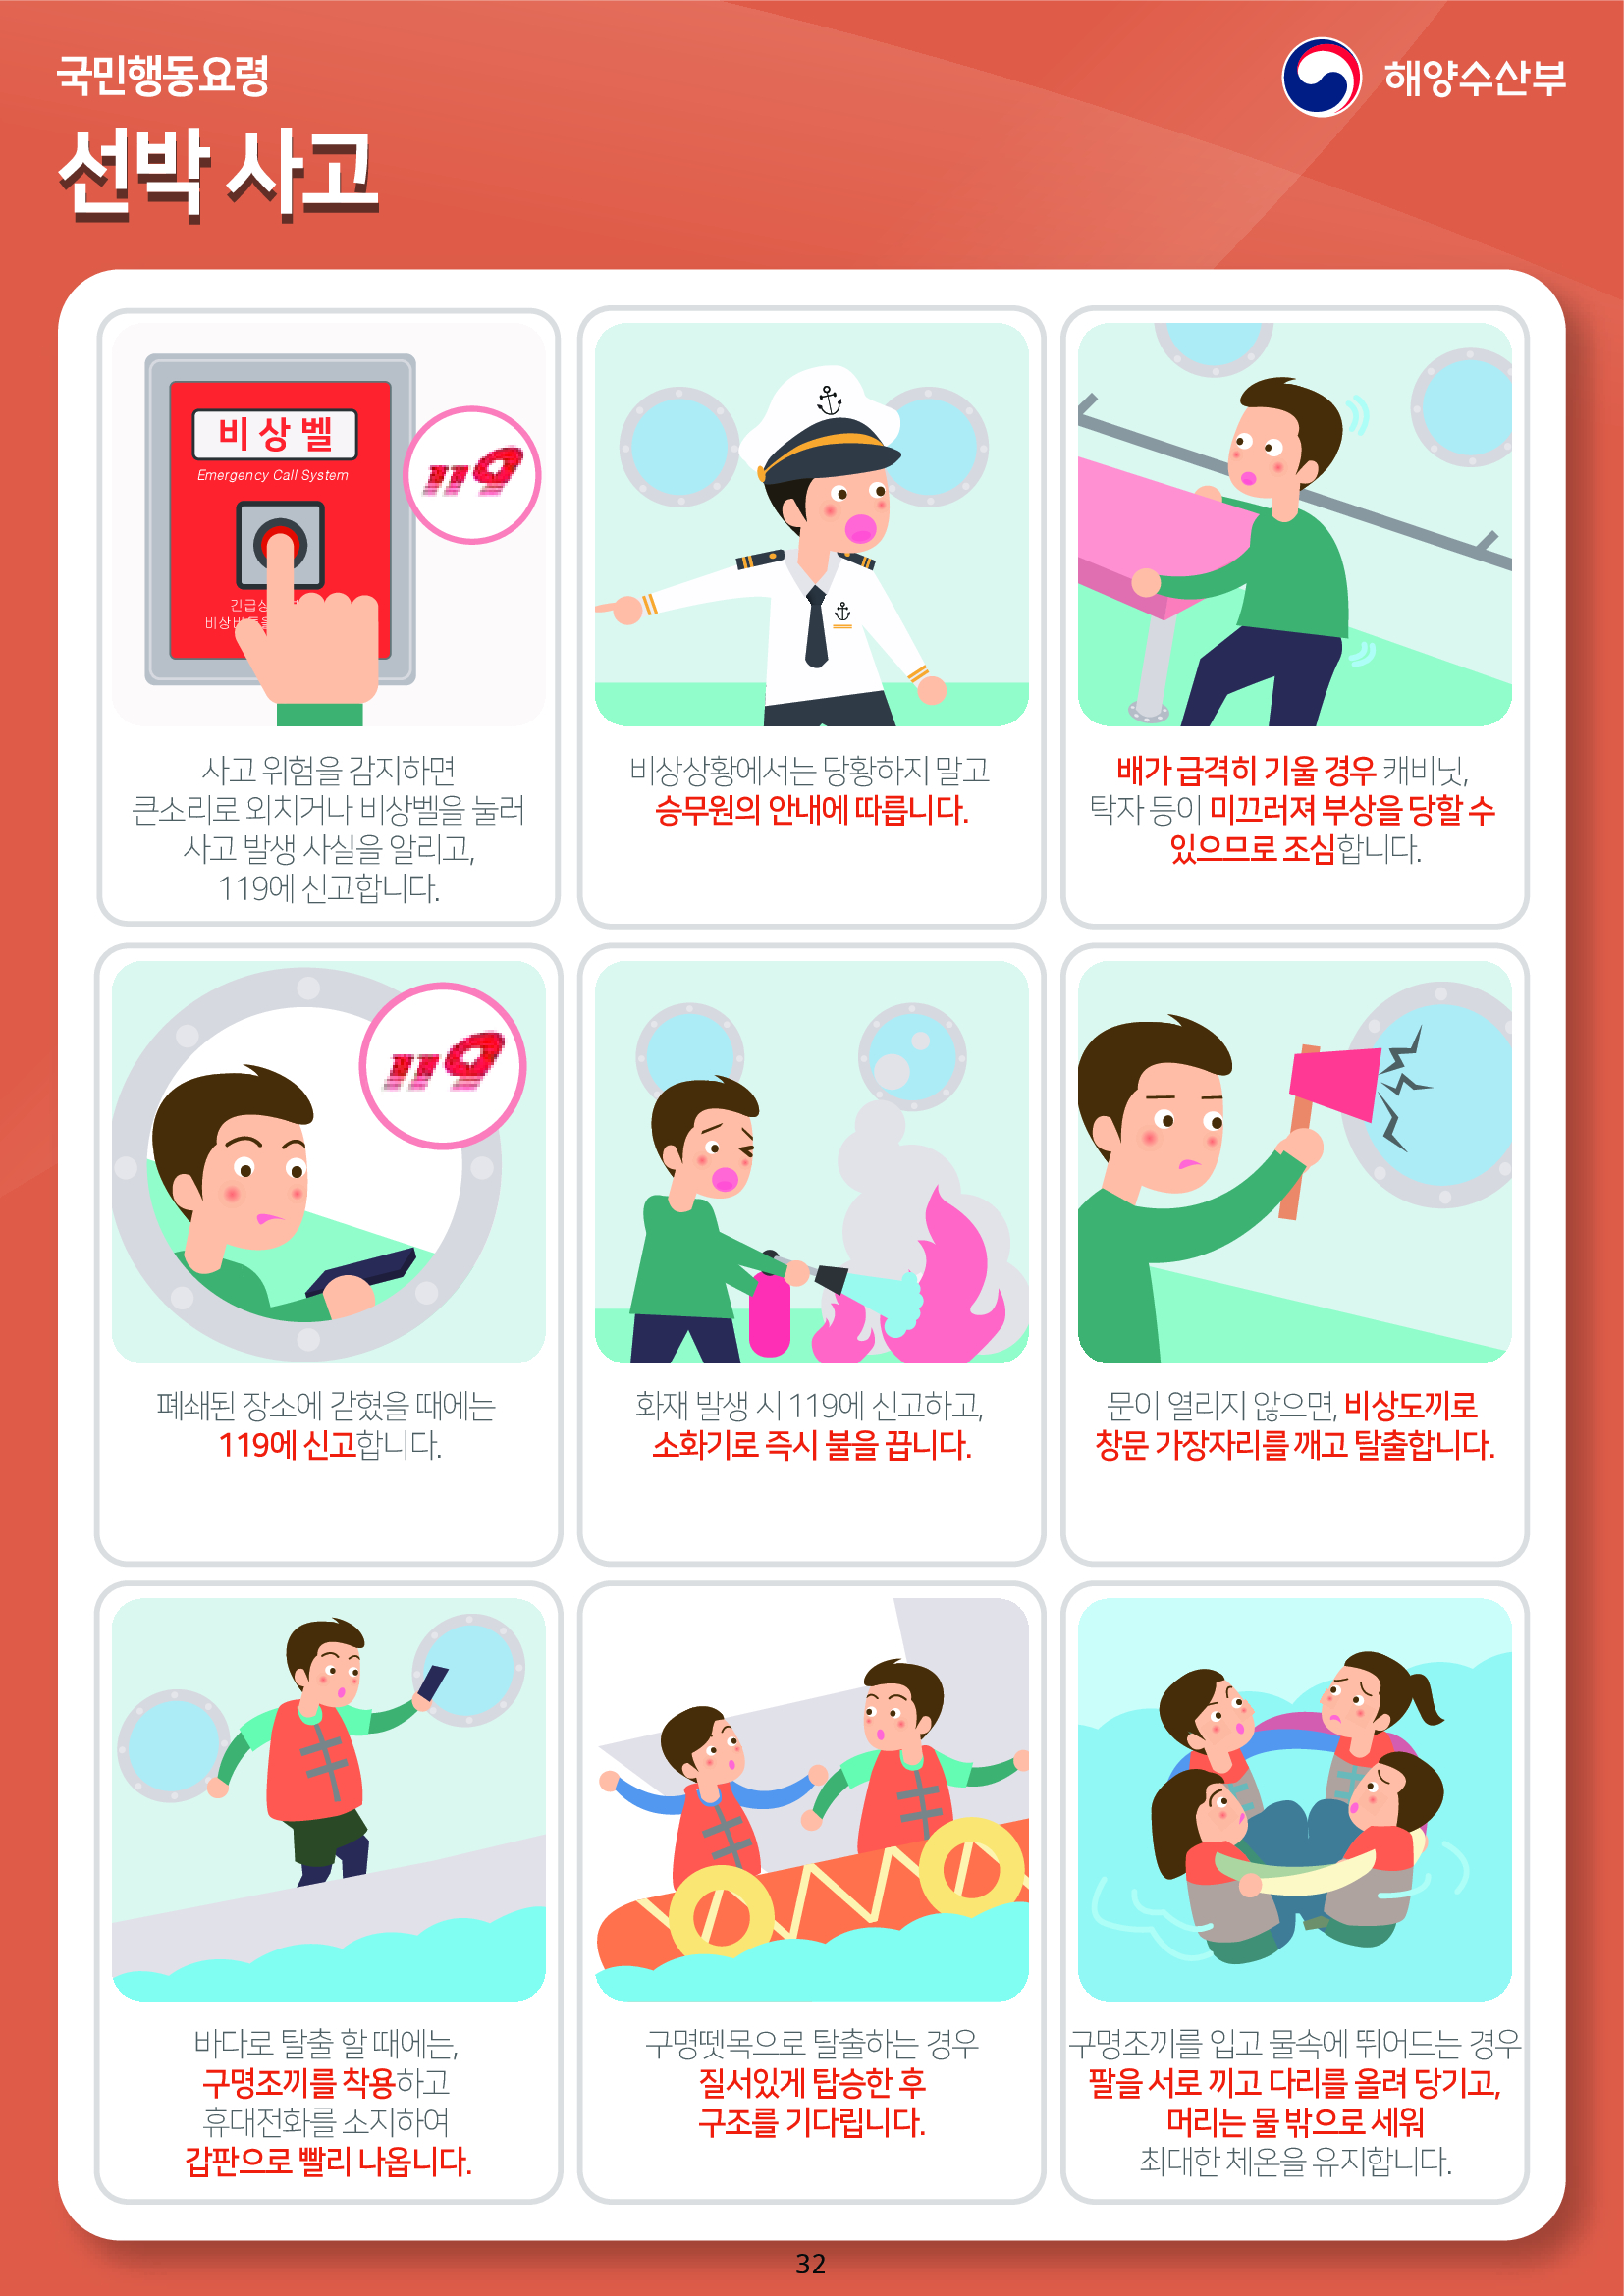 국민행동요령
해양수산부
선박 사고
비상벨
Emergency Call System
긴급상
비상벨
119
사고 위험을 감지하면
큰소리로 외치거나 비상벨을 눌러
사고 발생 사실을 알리고,
119에 신고합니다.
비상상황에서는 당황하지 말고
승무원의 안내에 따릅니다.
배가 급격히 기울 경우 캐비닛,
탁자 등이 미끄러져 부상을 당할 수
있으므로 조심합니다.
119
폐쇄된 장소에 갇혔을 때에는
119에 신고합니다.
화재 발생 시 119에 신고하고,
소화기로 즉시 불을 끕니다.
문이 열리지 않으면, 비상도끼로
창문 가장자리를 깨고 탈출합니다.
바다로 탈출 할 때에는,
구명조끼를 착용하고
휴대전화를 소지하여
갑판으로 빨리 나옵니다.
구명뗏목으로 탈출하는 경우
질서있게 탑승한 후
구조를 기다립니다.
구명조끼를 입고 물속에 뛰어드는 경우
팔을 서로 끼고 다리를 올려 당기고,
머리는 물 밖으로 세워
최대한 체온을 유지합니다.
32